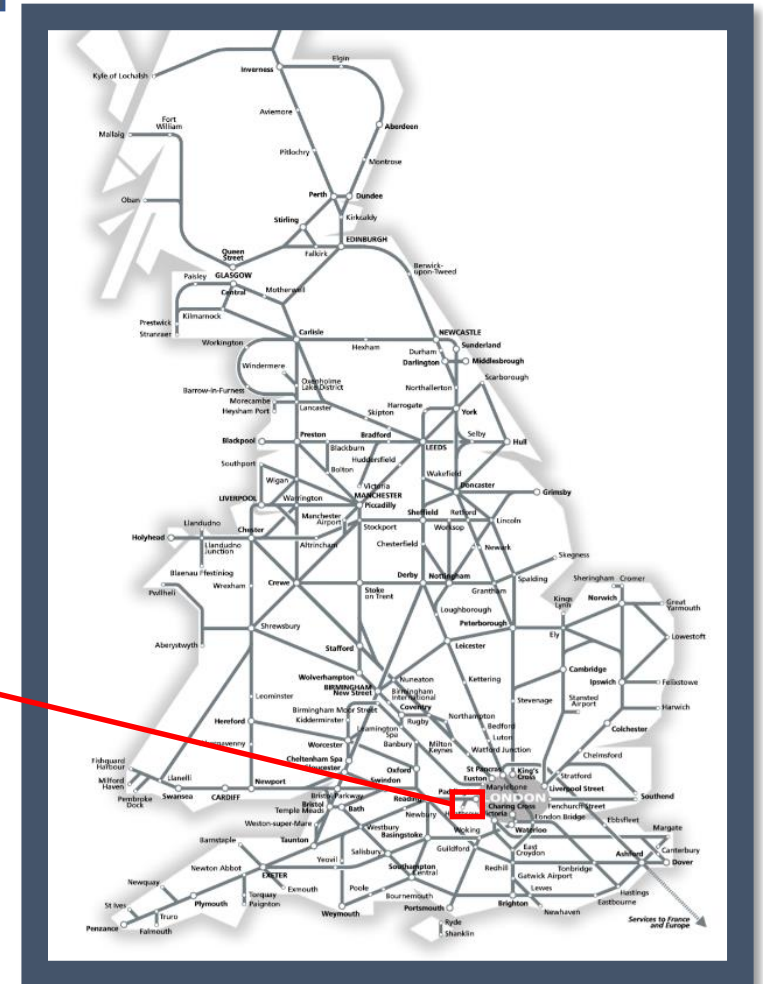 Elgin
Kyle of Lochalsh
Inverness
Aviemore
Fort
William
Aberdeen
Mallaig
Pitlochry
Montrose
Perth
Dundee
Oban
Stirling
Kirkcaldy
EDINBURGH
Queen
Street
Falkirk
GLASGOW
Paisley
Central
Motherwell
Berwick-
upon-Tweed
Kilmarnock
Prestwick
Stranraer
Carlisle
NEWCASTLE
Workington
Hexham
Sunderland
Durham
Darlington
Middlesbrough
Windermere
Scarborough
Oxenholme
Lake District
Northallerton
Barrow-in-Furness
Morecambe
Heysham Port
Lancaster
Harrogate
Skipton
York
Blackpool
Preston
Bradford
Selby
Hull
Blackburn
LEEDS
Huddersfield
Southport
Bolton
Wakefield
Wigan
Victoria
Doncaster
Grimsby
LIVERPOOL
Warrington
MANCHESTER
Piccadilly
Manchester
Airport
Sheffield
Retford
Lincoln
Llandudno
Chester
Stockport
Worksop
Holyhead
Llandudno
Junction
Altrincham
Chesterfield
Newark
Skegness
Blaenau Ffestiniog
Derby
Nottingham
Spalding
Sheringham
Cromer
Pwllheli
Wrexham
Crewe
Stoke
on Trent
Grantham
Kings
Lynn
Norwich
Great
Yarmouth
Loughborough
Shrewsbury
Peterborough
Ely
Lowestoft
Aberystwyth
Stafford
Leicester
Wolverhampton
Cambridge
Nuneaton
Kettering
Ipswich
Felixstowe
BIRMINGHAM
New Street
Birmingham
International
Leominster
Stansted
Airport
Stevenage
Birmingham Moor Street
Coventry
Harwich
Kidderminster
Rugby
Northampton
Hereford
Leamington
Spa
Bedford
Colchester
Worcester
Banbury
Milton
Keynes
Luton
Watford Junction
Chelmsford
Cheltenham Spa
Gloucester
Oxford
St Pancras
King's
Cross
Fishguard
Harbour
Euston
Stratford
Milford
Haven
Llanelli
Newport
Swindon
Marylebone
Liverpool Street
Pembroke
Dock
Swansea
CARDIFF
Bristol Parkway
Reading
LONDON
Southend
Bristol
Temple Meads
Bath
Charing Cross
Fenchurch Street
Newbury
London Bridge
Ebbsfleet
Weston-super-Mare
Westbury
Basingstoke
Woking
Waterloo
Margate
Barnstaple
Taunton
Guildford
East
Croydon
Canterbury
Salisbury
Ashford
Dover
Yeovil
Newton Abbot
Southampton
Central
Redhill
Tonbridge
Gatwick Airport
EXETER
Newquay
Exmouth
Poole
Lewes
Hastings
Torquay
Paignton
Bournemouth
Eastbourne
St Ives
Plymouth
Weymouth
Portsmouth
Brighton
Newhaven
Truro
Penzance
Falmouth
Ryde
Shanklin
Services to France
and Europe